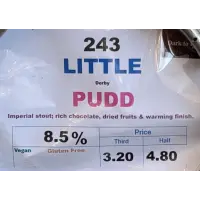 243
LITTLE
Derby
PUDD
Imperial stout; rich chocolate, dried fruits & warming finish.
8.5%
Vegan Gluten Free
Price
Third Half
3.20 4.80